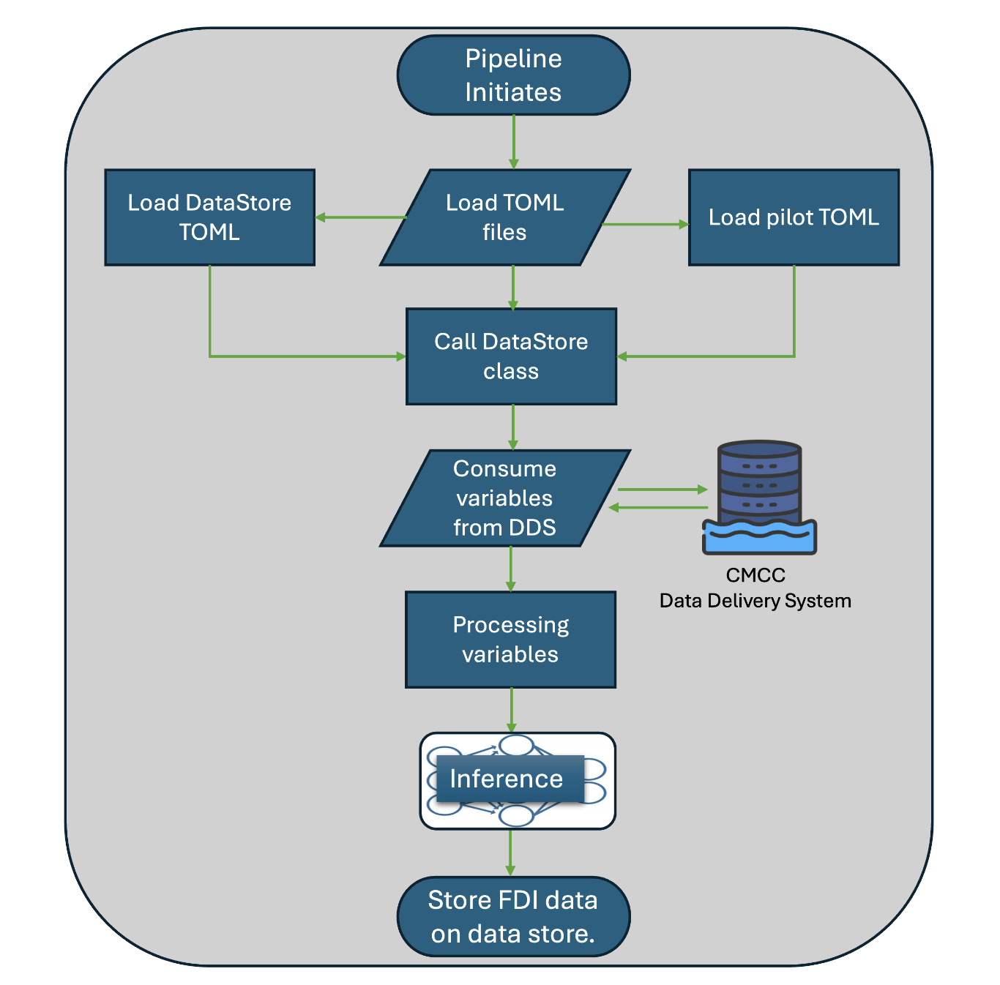 Pipeline
Initiates
Load DataStore
TOML
Load TOML
files
Load pilot TOML
Call DataStore
class
Consume
variables
from DDS
CMCC
Data Delivery System
Processing
variables
Inference
Store FDI data
on data store.